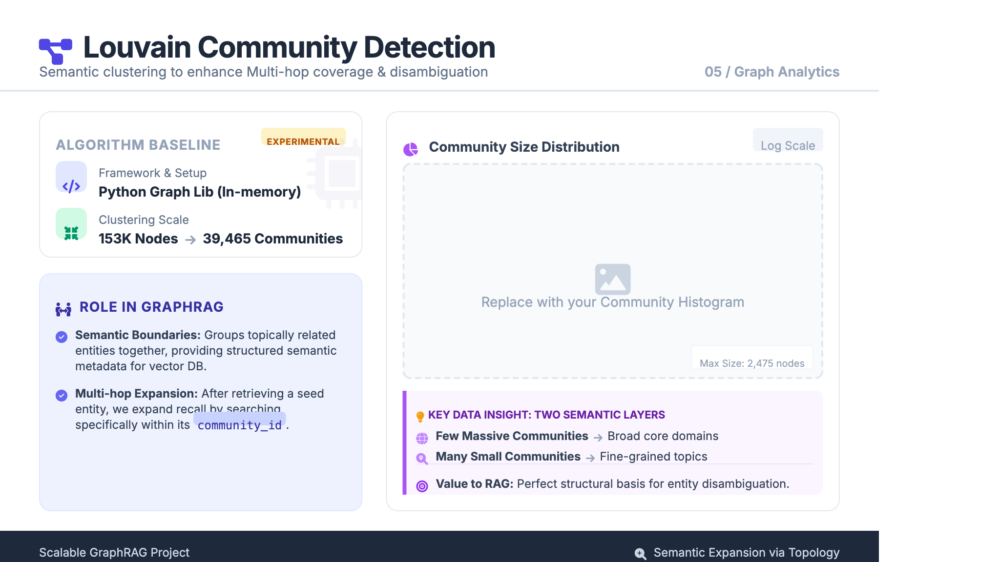 Louvain Community Detection
Semantic clustering to enhance Multi-hop coverage & disambiguation
05 / Graph Analytics
ALGORITHM BASELINE
EXPERIMENTAL
Framework & Setup
Python Graph Lib (In-memory)
Clustering Scale
153K Nodes → 39,465 Communities
ROLE IN GRAPHRAG
Semantic Boundaries: Groups topically related
entities together, providing structured semantic
metadata for vector DB.
Multi-hop Expansion: After retrieving a seed
entity, we expand recall by searching
specifically within its community_id .
Community Size Distribution
Log Scale
Replace with your Community Histogram
Max Size: 2,475 nodes
KEY DATA INSIGHT: TWO SEMANTIC LAYERS
Few Massive Communities → Broad core domains
Many Small Communities → Fine-grained topics
Value to RAG: Perfect structural basis for entity disambiguation.
Scalable GraphRAG Project
Semantic Expansion via Topology